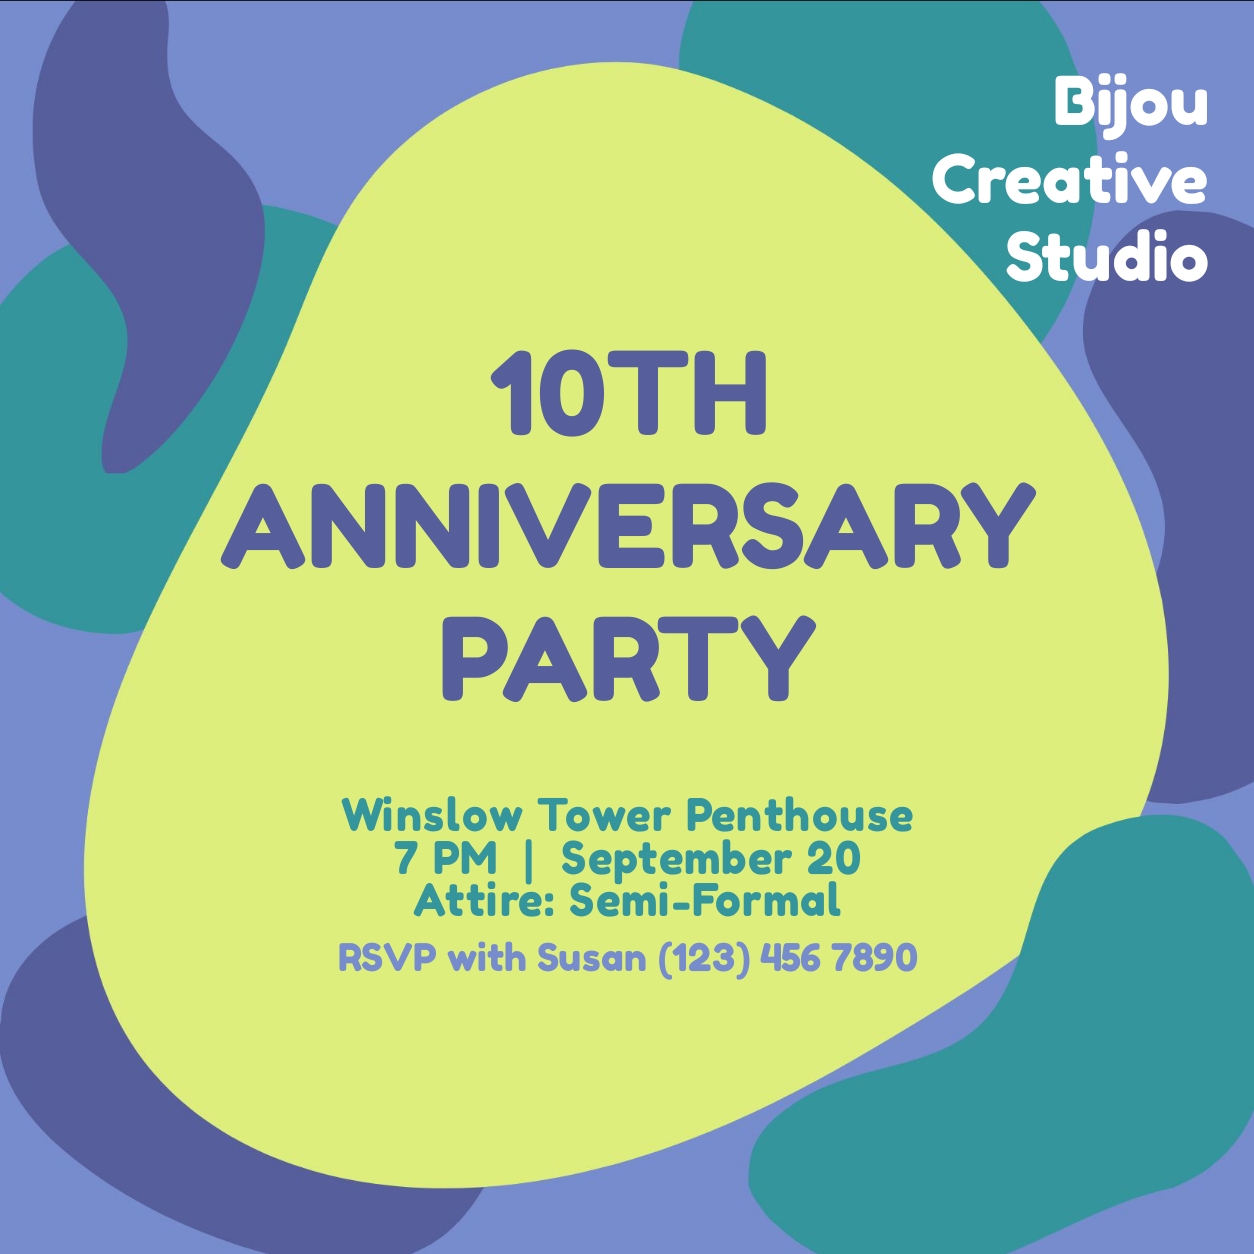 Bijou
Creative
Studio
10TH
ANNIVERSARY
PARTY
Winslow Tower Penthouse
7 PM | September 20
Attire: Semi-Formal
RSVP with Susan (123) 456 7890